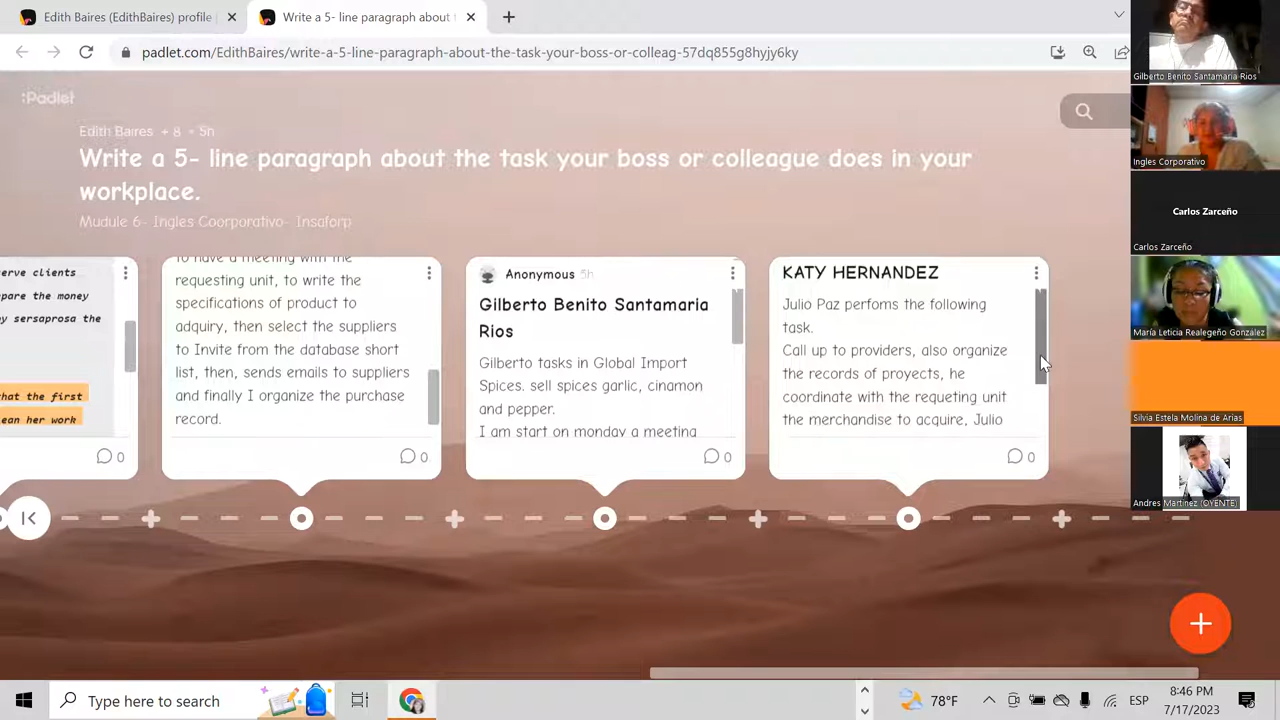 Edith Baires (EdithBaires) profile
Write a 5- line paragraph about t
padlet.com/EdithBaires/write-a-5-line-paragraph-about-the-task-your-boss-or-colleag-57dq855g8hyjy6ky
:Padlet
Edith Baires + 8 • 5h
Write a 5- line paragraph about the task your boss or colleague does in your
workplace.
Mudule 6- Ingles Coorporativo- Insaforp
erve clients
epare the money
y sersaprosa the
hat the first
ean her work
0
to have a meeting with the
requesting unit, to write the
specifications of product to
adquiry, then select the suppliers
to Invite from the database short
list, then, sends emails to suppliers
and finally I organize the purchase
record.
0
Anonymous 5h
Gilberto Benito Santamaria
Rios
Gilberto tasks in Global Import
Spices. sell spices garlic, cinamon
and pepper.
I am start on monday a meeting
0
KATY HERNANDEZ
Julio Paz perfoms the following
task.
Call up to providers, also organize
the records of proyects, he
coordinate with the requeting unit
the merchandise to acquire, Julio
0
Gilberto Benito Santamaria Rios
Ingles Corporativo
Carlos Zarceño
Carlos Zarceño
María Leticia Realegeño González
Silvia Estela Molina de Arias
Andres Martinez (OYENTE)
Type here to search
78°F
ESP
8:46 PM
7/17/2023